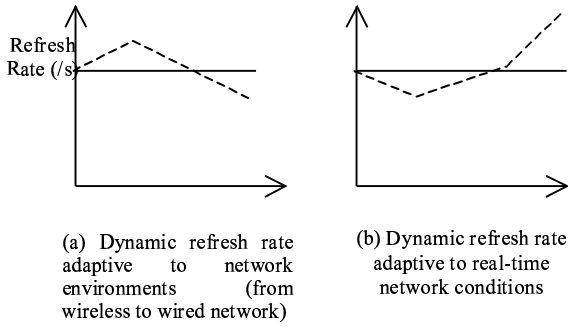 Refresh
Rate (/s)
(a) Dynamic refresh rate
adaptive to network
environments (from
wireless to wired network)
(b) Dynamic refresh rate
adaptive to real-time
network conditions